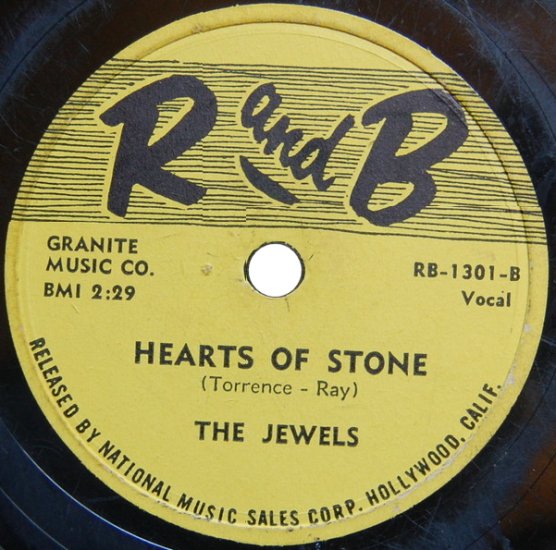 R and B
GRANITE
MUSIC CO.
BMI 2:29
RB-1301-B
Vocal
HEARTS OF STONE
(Torrence - Ray)
THE JEWELS
RELEASED BY NATIONAL MUSIC SALES CORP. HOLLYWOOD, CALIF.